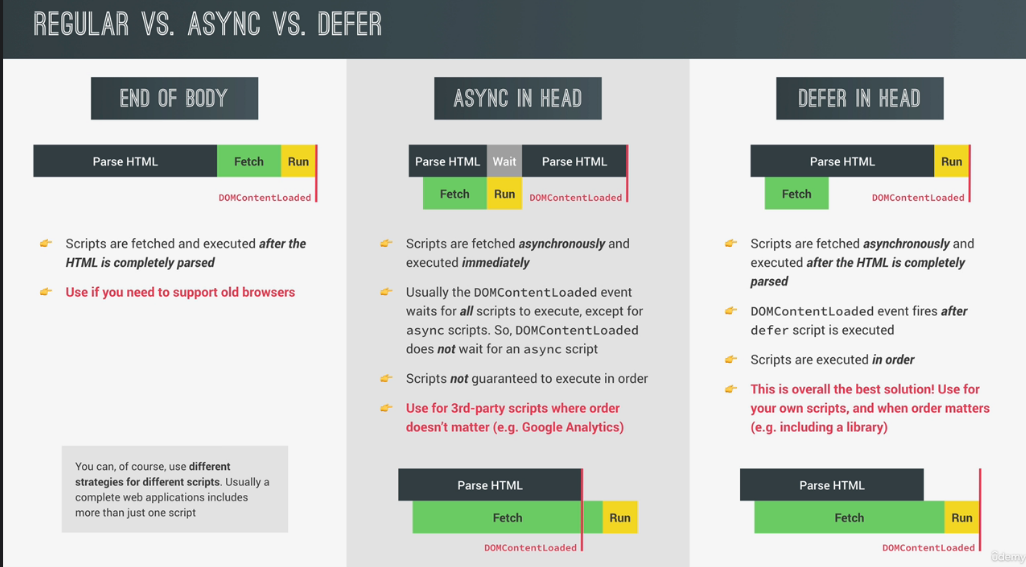 REGULAR VS. ASYNC VS. DEFER
END OF BODY
Parse HTML
Fetch
Run
DOMContentLoaded
Scripts are fetched and executed after the
HTML is completely parsed
Use if you need to support old browsers
You can, of course, use different
strategies for different scripts. Usually a
complete web applications includes
more than just one script
ASYNC IN HEAD
Parse HTML
Wait
Parse HTML
Fetch
Run
DOMContentLoaded
Scripts are fetched asynchronously and
executed immediately
Usually the DOMContentLoaded event
waits for all scripts to execute, except for
async scripts. So, DOMContentLoaded
does not wait for an async script
Scripts not guaranteed to execute in order
Use for 3rd-party scripts where order
doesn't matter (e.g. Google Analytics)
Parse HTML
Fetch
Run
DOMContentLoaded
DEFER IN HEAD
Parse HTML
Run
Fetch
DOMContentLoaded
Scripts are fetched asynchronously and
executed after the HTML is completely
parsed
DOMContentLoaded event fires after
defer script is executed
Scripts are executed in order
This is overall the best solution! Use for
your own scripts, and when order matters
(e.g. including a library)
Parse HTML
Fetch
Run
DOMContentLoaded
Udemy